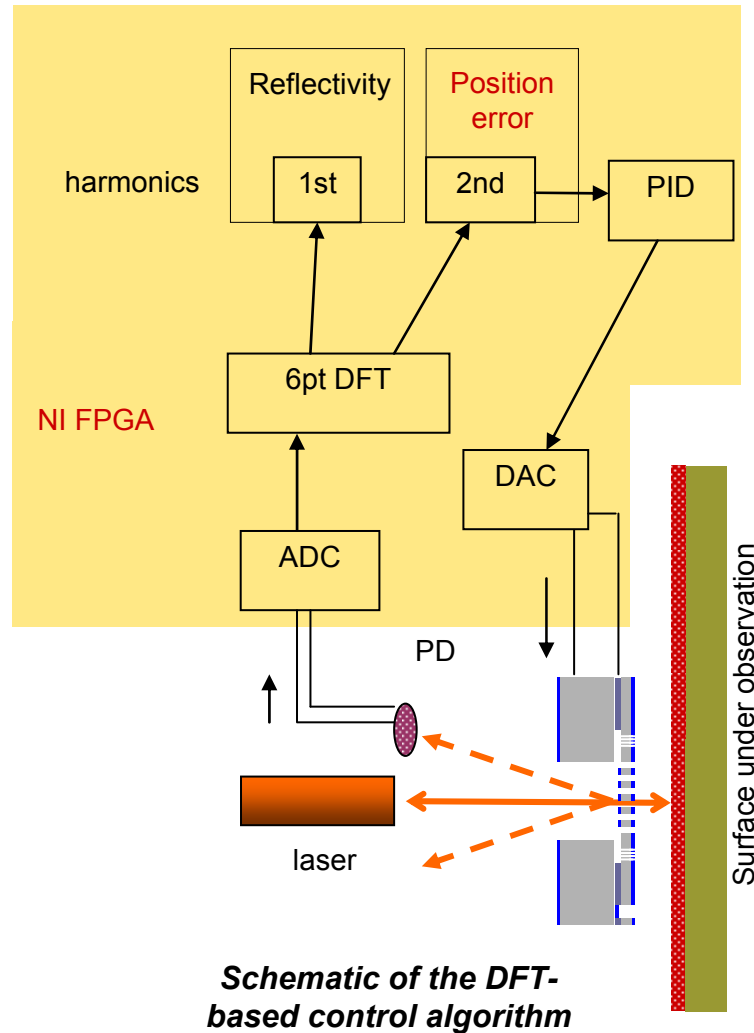 Reflectivity
Position
error
harmonics
1st
2nd
PID
6pt DFT
NI FPGA
DAC
ADC
PD
laser
Surface under observation
Schematic of the DFT-
based control algorithm